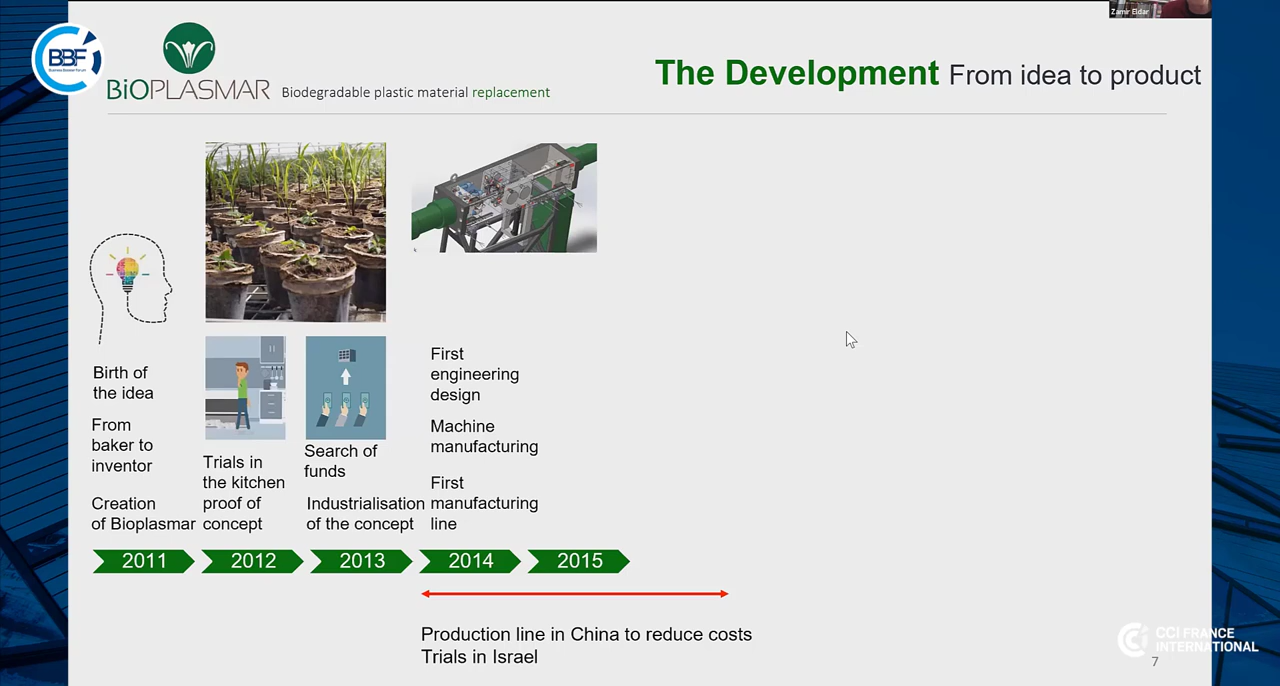 Zamir Eldar
BBF
Business Booster Forum
BiOPLASMAR
Biodegradable plastic material replacement
The Development From idea to product
Birth of
the idea
From
baker to
inventor
Creation
of Bioplasmar
Trials in
the kitchen
proof of
concept
Search of
funds
Industrialisation
of the concept
First
engineering
design
Machine
manufacturing
First
manufacturing
line
2011
2012
2013
2014
2015
Production line in China to reduce costs
Trials in Israel
CCI FRANCE
INTERNATIONAL
7